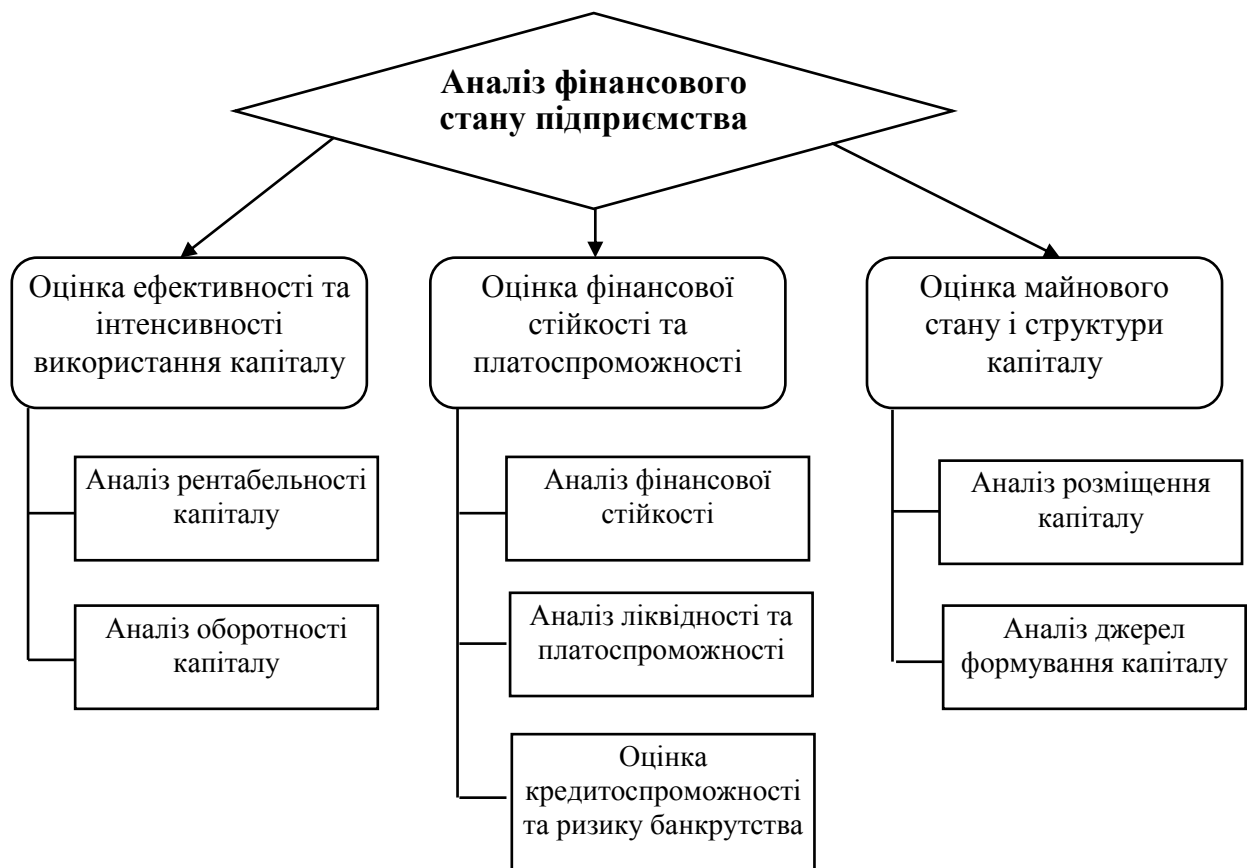 Аналіз фінансового
стану підприємства
Оцінка ефективності та
інтенсивності
використання капіталу
Оцінка фінансової
стійкості та
платоспроможності
Оцінка майнового
стану і структури
капіталу
Аналіз рентабельності
капіталу
Аналіз фінансової
стійкості
Аналіз розміщення
капіталу
Аналіз оборотності
капіталу
Аналіз ліквідності та
платоспроможності
Аналіз джерел
формування капіталу
Оцінка
кредитоспроможності
та ризику банкрутства